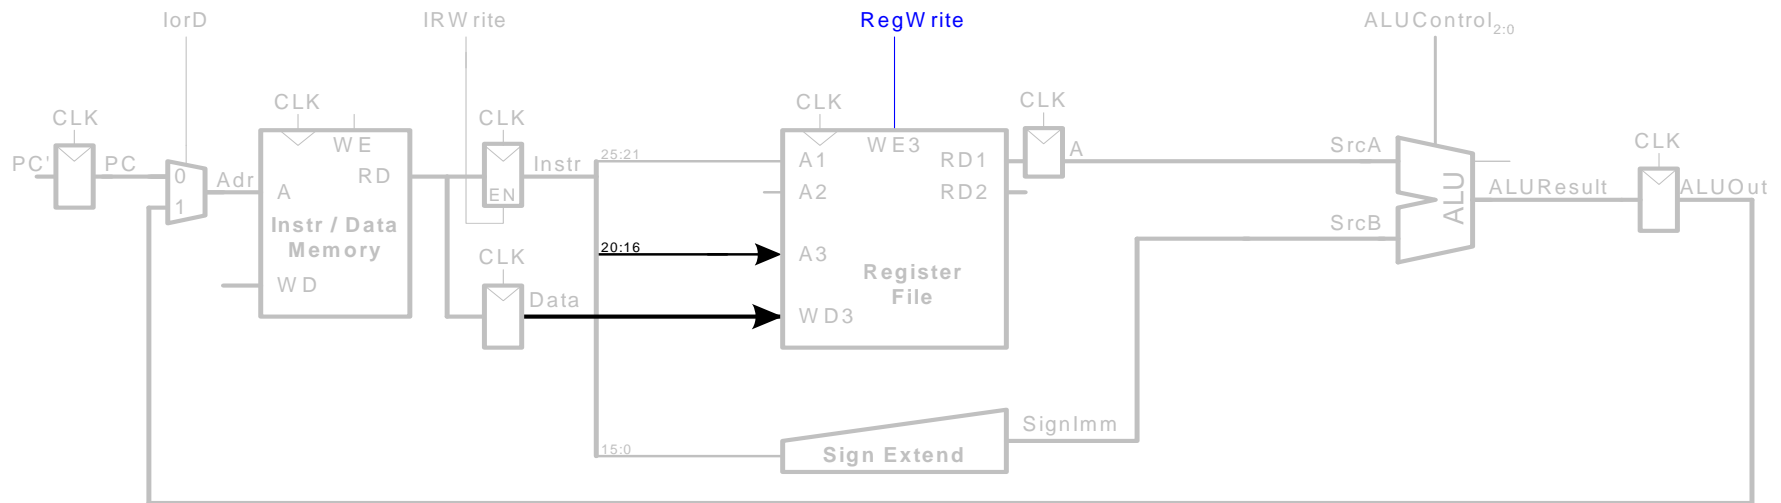 IorD
IRWrite
RegWrite
ALUControl2:0
CLK
CLK
CLK
CLK
CLK
CLK
PC'
PC
0
1
Adr
WE
A
RD
Instr / Data
Memory
WD
EN
Instr
CLK
Data
25:21
20:16
15:0
WE3
A1
RD1
A2
RD2
A3
Register
File
WD3
A
SrcA
SrcB
ALU
ALUResult
ALUOut
SignImm
Sign Extend